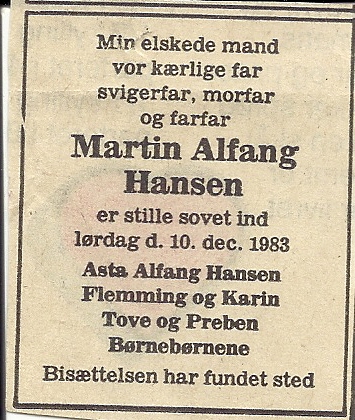 Min elskede mand
vor kærlige far
svigerfar, morfar
og farfar
Martin Alfang
Hansen
er stille sovet ind
lørdag d. 10. dec. 1983
Asta Alfang Hansen
Flemming og Karin
Tove og Preben
Børnebørnene
Bisættelsen har fundet sted